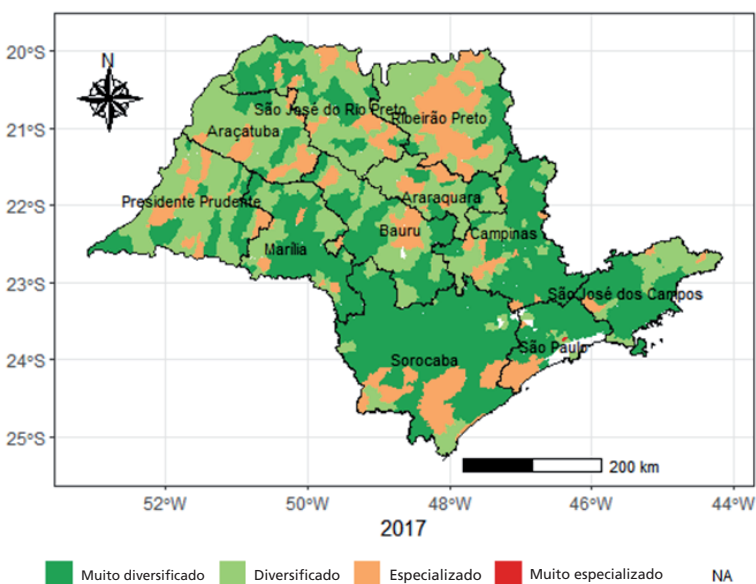 20°S
N
São José do Rio Preto
Ribeirão Preto
21°S
Araçatuba
22°S
Presidente Prudente
Araraquara
Bauru
Campinas
Marília
23°S
São José dos Campos
São Paulo
24°S
Sorocaba
25°S
200 km
52°W 50°W 48°W 46°W 44°W
2017
Muito diversificado Diversificado Especializado Muito especializado NA